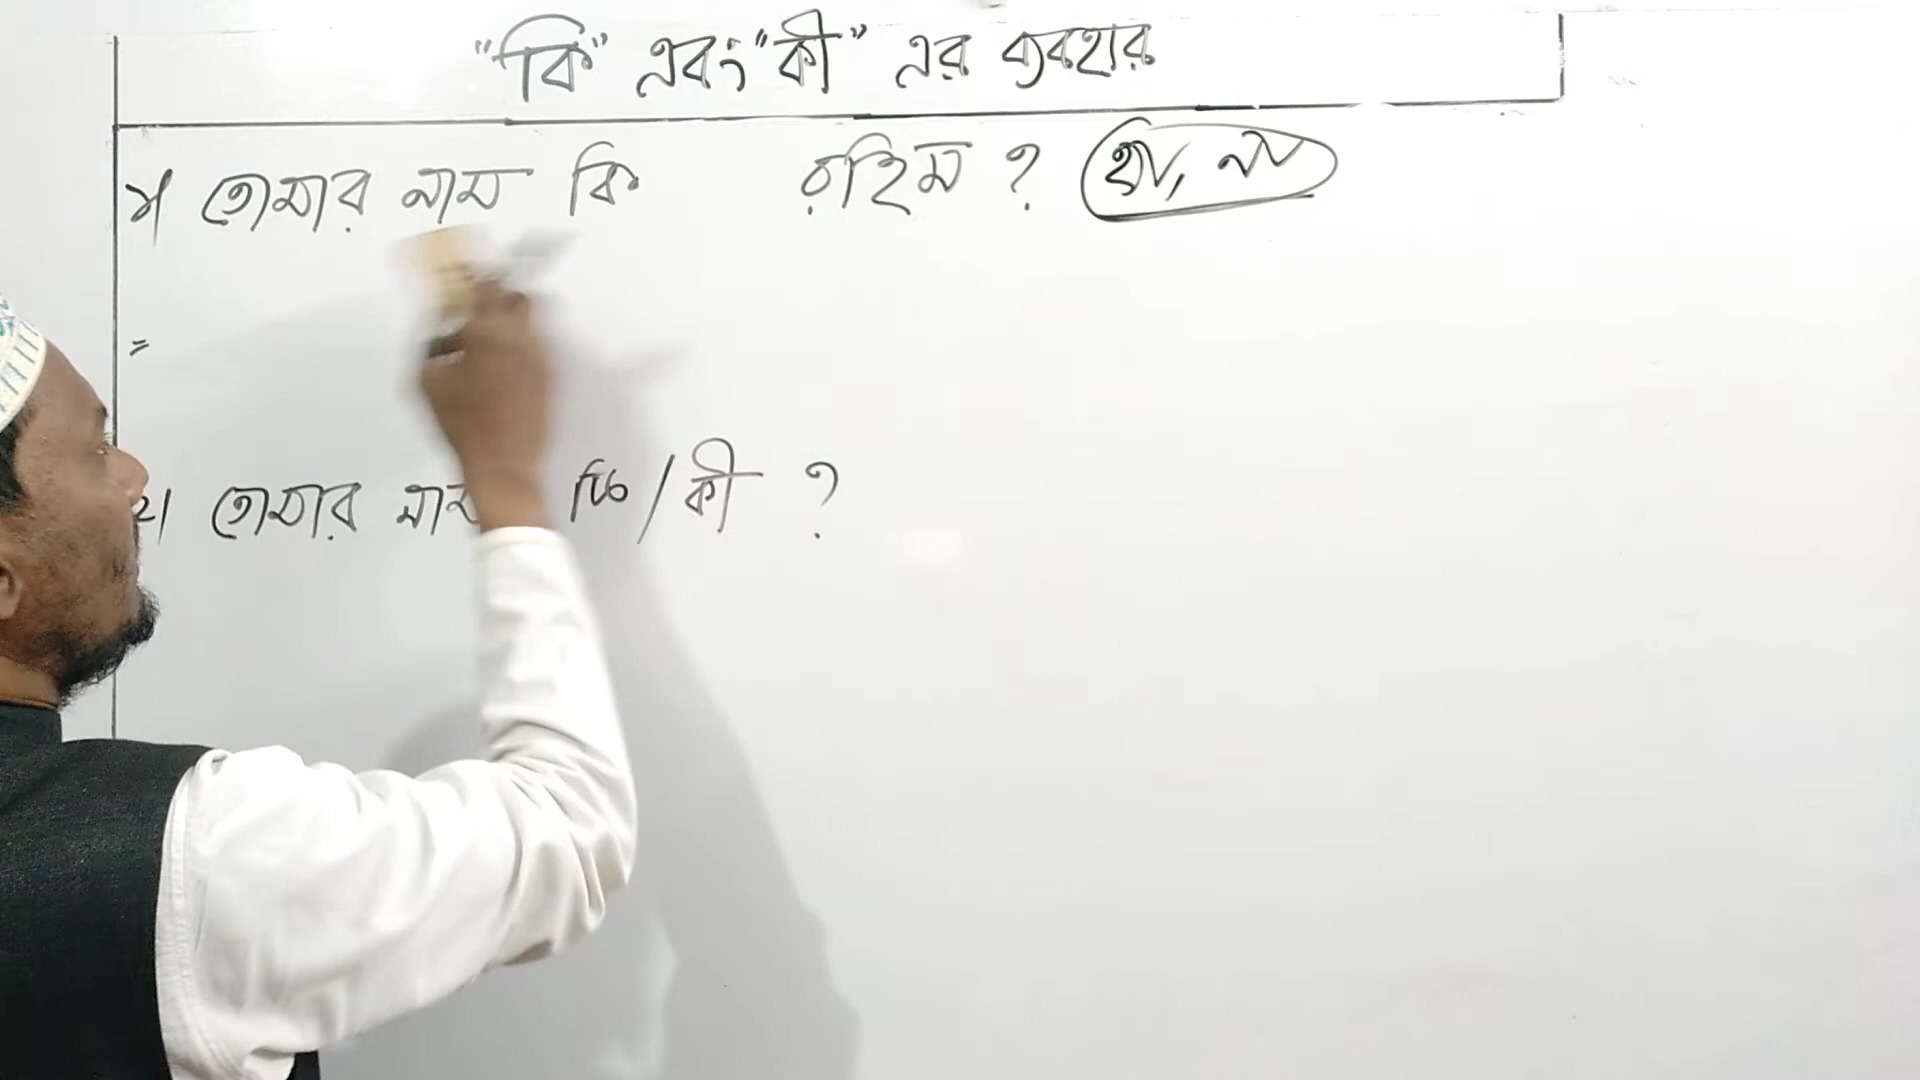 "কি" এবং "কী" এর ব্যবহার
১। তোমার নাম কি রহিম ? হ্যাঁ, না
=
২। তোমার নাম কি / কী ?